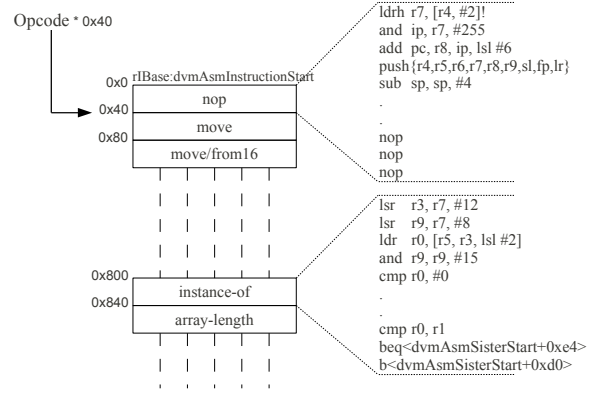 Opcode * 0x40
rIBase:dvmAsmInstructionStart
0x0
nop
0x40
move
0x80
move/from16
0x800
instance-of
0x840
array-length
ldrh r7, [r4, #2]!
and ip, r7, #255
add pc, r8, ip, lsl #6
push{r4,r5,r6,r7,r8,r9,sl,fp,lr}
sub sp, sp, #4
.
.
nop
nop
nop
lsr r3, r7, #12
lsr r9, r7, #8
ldr r0, [r5, r3, lsl #2]
and r9, r9, #15
cmp r0, #0
.
.
cmp r0, r1
beq<dvmAsmSisterStart+0xe4>
b<dvmAsmSisterStart+0xd0>